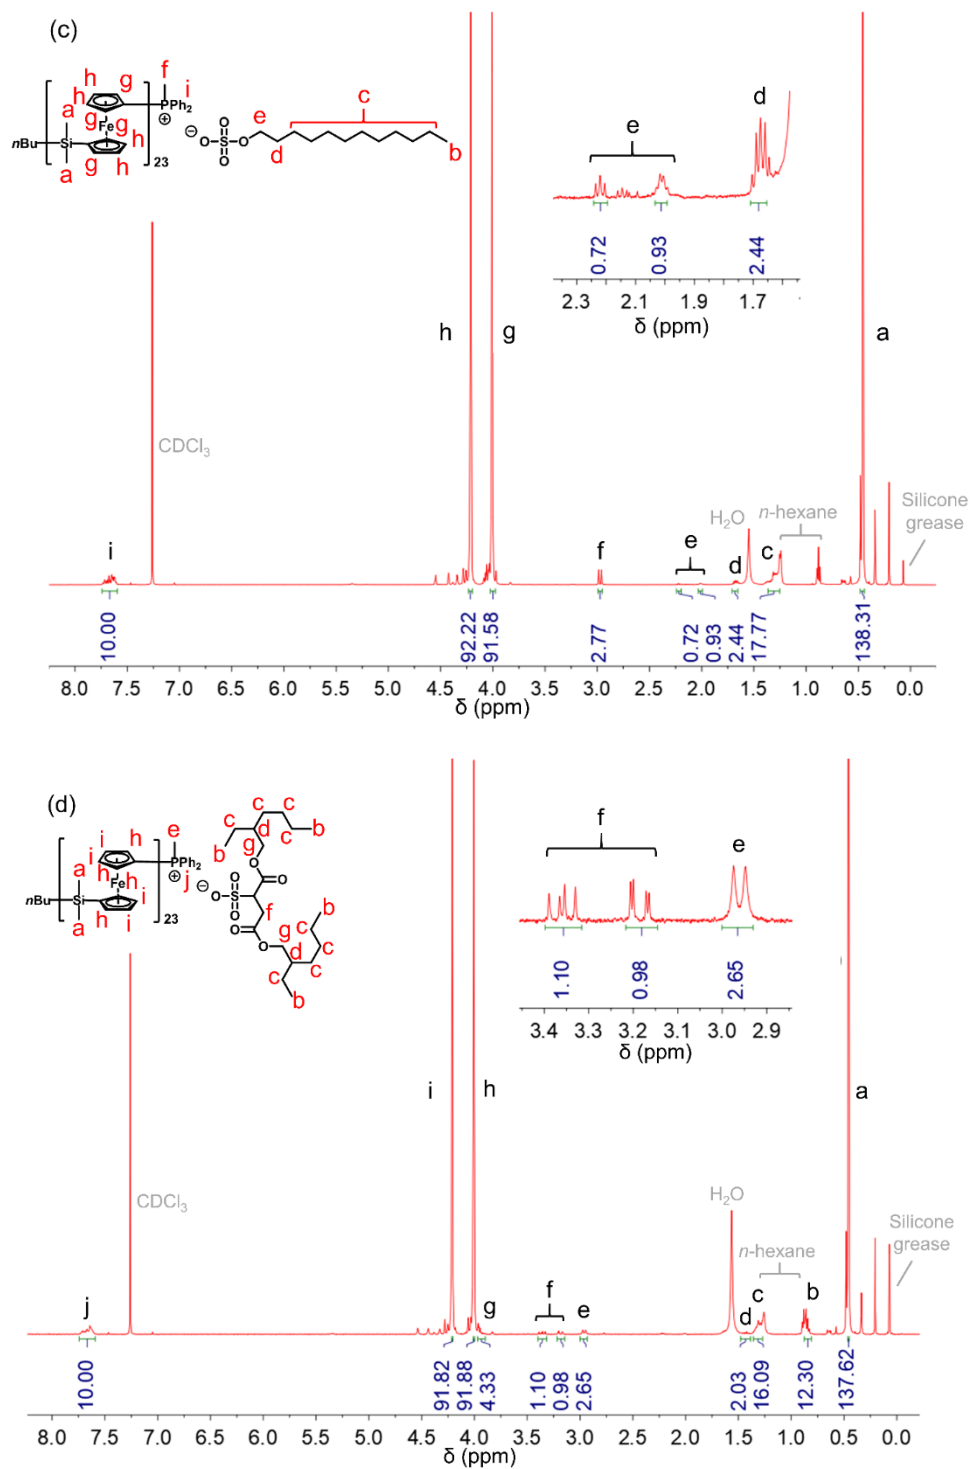 (c)
h g f
h i
a P Ph2
⊕
g Fe g
nBu Si h
g h 23
a
⊖ O S O
O O
e c
d b
e d
0.72 0.93 2.44
2.3 2.1 1.9 1.7
δ (ppm)
h g a
CDCl3
Silicone
grease
H2O n-hexane
i f e d c
10.00 92.22 91.58 2.77 0.72 0.93 2.44 17.77 138.31
8.0 7.5 7.0 6.5 6.0 5.5 5.0 4.5 4.0 3.5 3.0 2.5 2.0 1.5 1.0 0.5 0.0
δ (ppm)
(d)
i h e
i PPh2
a Fe h ⊕ j
nBu Si h i
a h i 23
c c
c d c b
b g O
O
⊖ O S
O O
f b
O O g c
d c
c c
b
f e
1.10 0.98 2.65
3.4 3.3 3.2 3.1 3.0 2.9
δ (ppm)
i h a
CDCl3
H2O
n-hexane
Silicone
grease
j g f e d c b
10.00 91.82 91.88 4.33 1.10 0.98 2.65 2.03 16.09 12.30 137.62
8.0 7.5 7.0 6.5 6.0 5.5 5.0 4.5 4.0 3.5 3.0 2.5 2.0 1.5 1.0 0.5 0.0
δ (ppm)